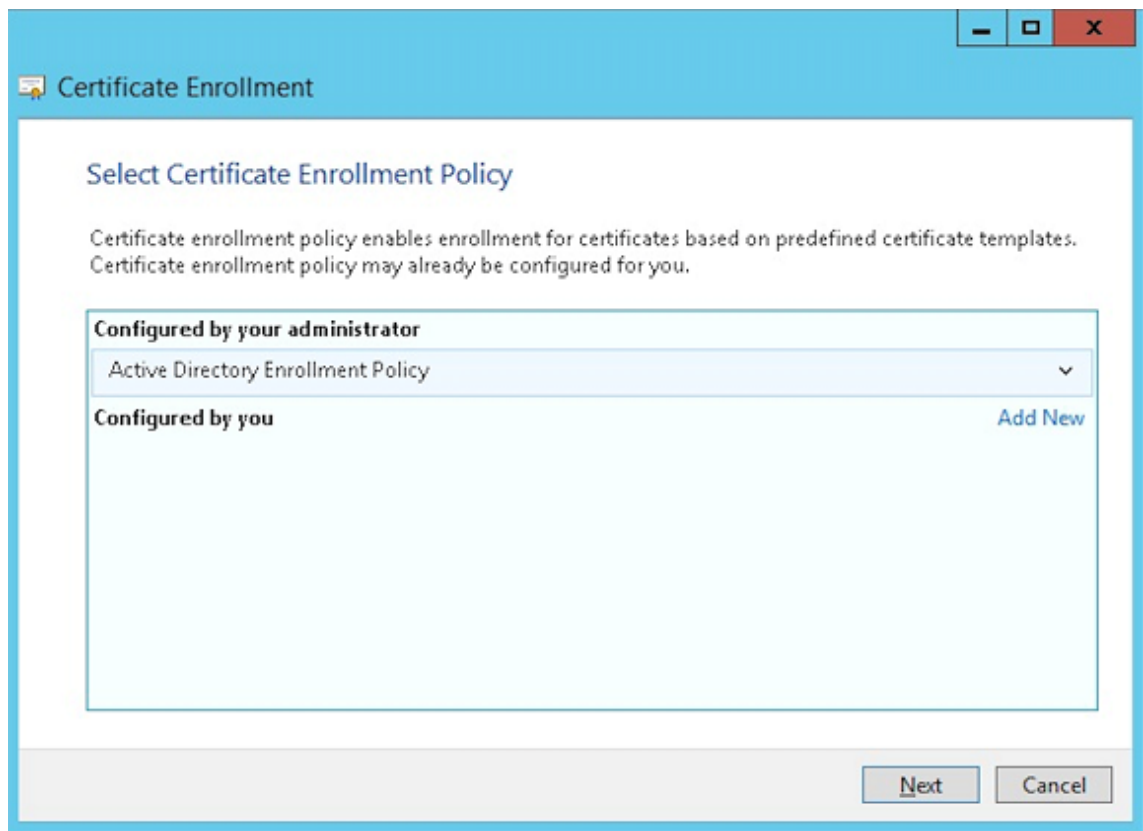 Certificate Enrollment
Select Certificate Enrollment Policy
Certificate enrollment policy enables enrollment for certificates based on predefined certificate templates.
Certificate enrollment policy may already be configured for you.
Configured by your administrator
Active Directory Enrollment Policy
Configured by you Add New
Next Cancel